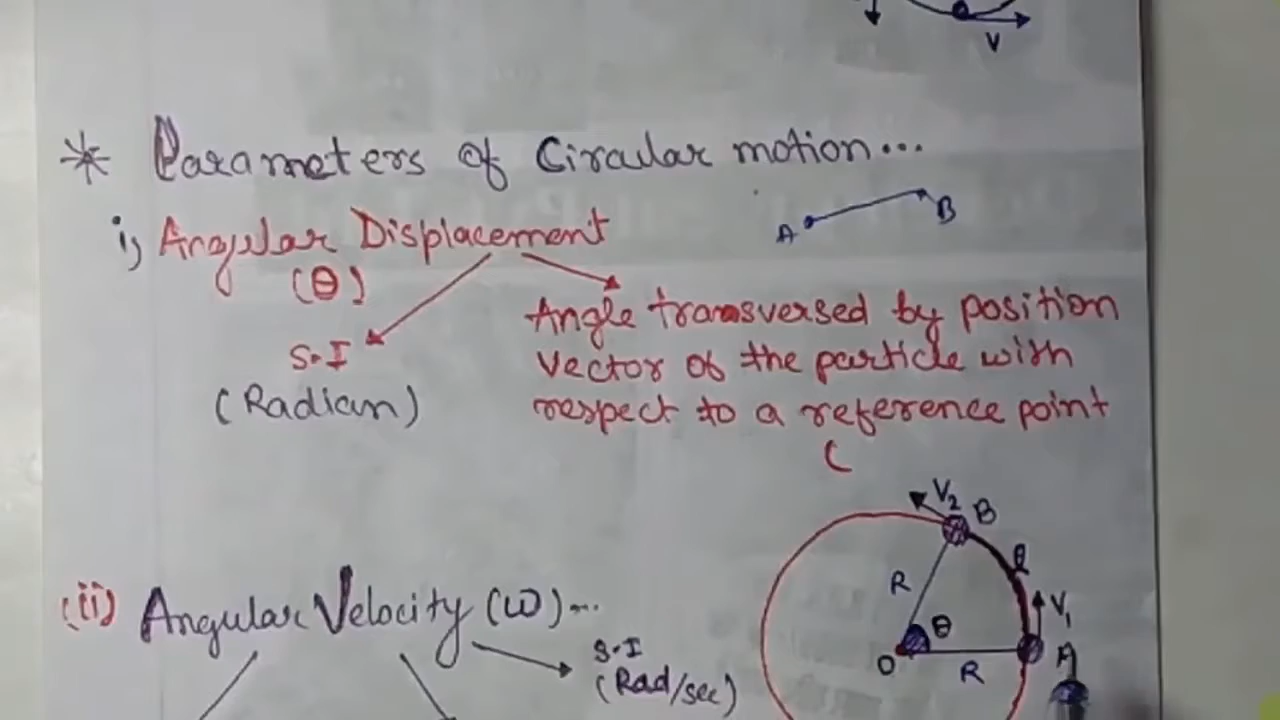 V
* Parameters of Circular motion...
A B
i) Angular Displacement
(θ)
S.I
(Radian)
Angle transversed by position
vector of the particle with
respect to a reference point
(
V₂ B
R
l
V₁
θ
O R A
(ii) Angular Velocity (ω)...
S.I
(Rad/sec)